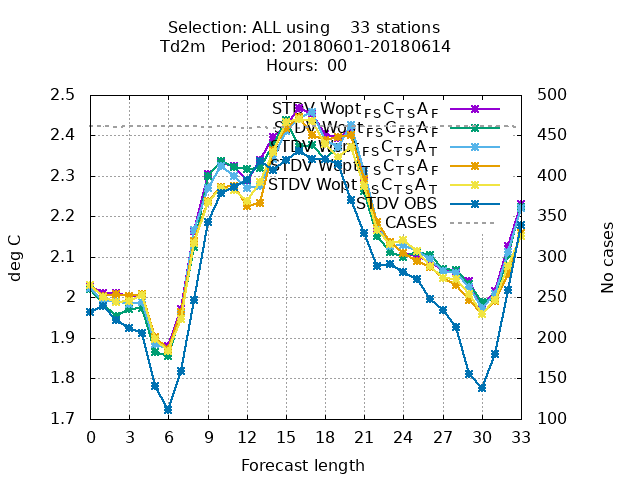 Selection: ALL using 33 stations
Td2m Period: 20180601-20180614
Hours: 00
deg C
No cases
2.5
2.4
2.3
2.2
2.1
2
1.9
1.8
1.7
500
450
400
350
300
250
200
150
100
STDV Wopt FS C TS A F
STDV Wopt FS C FS A F
STDV Wopt FS C TS A T
STDV Wopt TS C TS A F
STDV Wopt TS C TS A T
STDV OBS
CASES
0 3 6 9 12 15 18 21 24 27 30 33
Forecast length